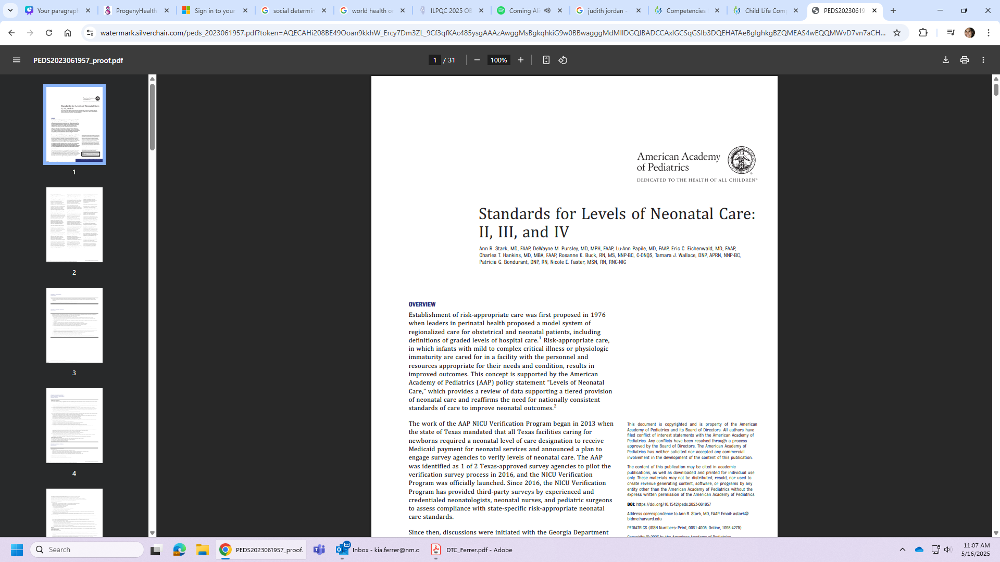 Your paragraph
ProgenyHealth
Sign in to your
social determin
world health or
ILPQC 2025 OB
Coming Ali
judith jordan -
Competencies
Child Life Comp
PEDS20230619
watermark.silverchair.com/peds_2023061957.pdf?token=AQECAHi208BE49Ooan9kkhW_Ercy7Dm3ZL_9Cf3qfKAc485ysgAAAzAwggMsBgkqhkiG9w0BBwagggMdMIIDGQIBADCCAxIGCSqGSIb3DQEHATAeBglghkgBZQMEAS4wEQQMWvD7vn7aCH...
PEDS2023061957_proof.pdf
1 / 31
100%
1
2
3
4
American Academy
of Pediatrics
DEDICATED TO THE HEALTH OF ALL CHILDREN™
Standards for Levels of Neonatal Care:
II, III, and IV
Ann R. Stark, MD, FAAP, DeWayne M. Pursley, MD, MPH, FAAP, Lu-Ann Papile, MD, FAAP, Eric C. Eichenwald, MD, FAAP,
Charles T. Hankins, MD, MBA, FAAP, Rosanne K. Buck, RN, MS, NNP-BC, C-ONQS, Tamara J. Wallace, DNP, APRN, NNP-BC,
Patricia G. Bondurant, DNP, RN, Nicole E. Faster, MSN, RN, RNC-NIC
OVERVIEW
Establishment of risk-appropriate care was first proposed in 1976
when leaders in perinatal health proposed a model system of
regionalized care for obstetrical and neonatal patients, including
definitions of graded levels of hospital care.1 Risk-appropriate care,
in which infants with mild to complex critical illness or physiologic
immaturity are cared for in a facility with the personnel and
resources appropriate for their needs and condition, results in
improved outcomes. This concept is supported by the American
Academy of Pediatrics (AAP) policy statement “Levels of Neonatal
Care,” which provides a review of data supporting a tiered provision
of neonatal care and reaffirms the need for nationally consistent
standards of care to improve neonatal outcomes.2
The work of the AAP NICU Verification Program began in 2013 when
the state of Texas mandated that all Texas facilities caring for
newborns required a neonatal level of care designation to receive
Medicaid payment for neonatal services and announced a plan to
engage survey agencies to verify levels of neonatal care. The AAP
was identified as 1 of 2 Texas-approved survey agencies to pilot the
verification survey process in 2016, and the NICU Verification
Program was officially launched. Since 2016, the NICU Verification
Program has provided third-party surveys by experienced and
credentialed neonatologists, neonatal nurses, and pediatric surgeons
to assess compliance with state-specific risk-appropriate neonatal
care standards.
Since then, discussions were initiated with the Georgia Department
This document is copyrighted and is property of the American
Academy of Pediatrics and its Board of Directors. All authors have
filed conflict of interest statements with the American Academy of
Pediatrics. Any conflicts have been resolved through a process
approved by the Board of Directors. The American Academy of
Pediatrics has neither solicited nor accepted any commercial
involvement in the development of the content of this publication.
The content of this publication may be cited in academic
publications, as well as downloaded and printed for individual use
only. These materials may not be distributed, resold, nor used to
create revenue generating content, software, or programs by any
entity other than the American Academy of Pediatrics without the
express written permission of the American Academy of Pediatrics.
DOI: https://doi.org/10.1542/peds.2023-061957
Address correspondence to Ann R. Stark, MD, FAAP. Email: astark@
bidmc.harvard.edu
PEDIATRICS (ISSN Numbers: Print, 0031-4005; Online, 1098-4275).
Copyright © 2023 by the American Academy of Pediatrics
Search
PEDS2023061957_proof.
Inbox - kia.ferrer@nm.o
DTC_Ferrer.pdf - Adobe
11:07 AM
5/16/2025